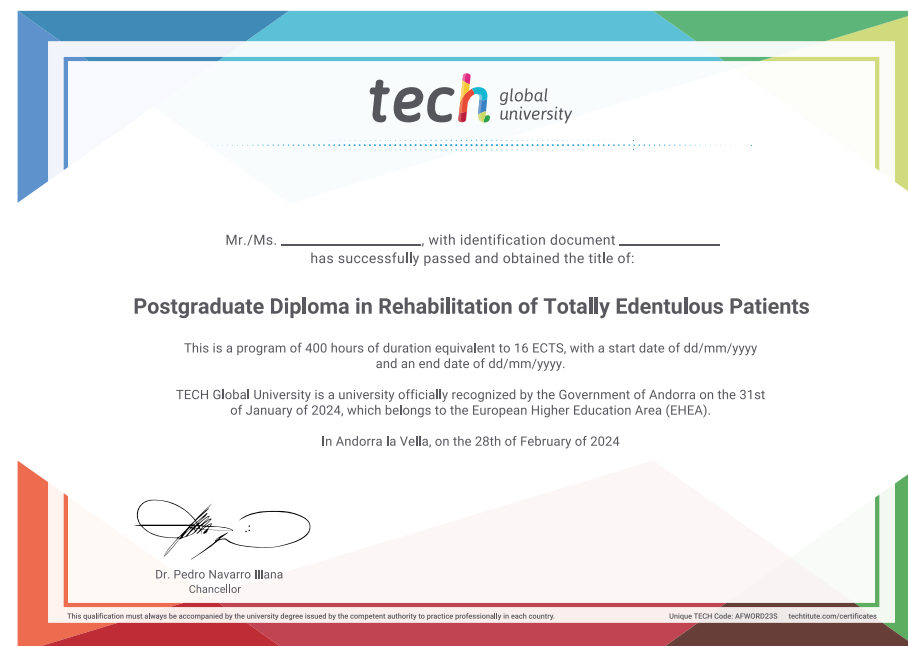 tech global university
Mr./Ms. ____________, with identification document ____________
has successfully passed and obtained the title of:
Postgraduate Diploma in Rehabilitation of Totally Edentulous Patients
This is a program of 400 hours of duration equivalent to 16 ECTS, with a start date of dd/mm/yyyy
and an end date of dd/mm/yyyy.
TECH Global University is a university officially recognized by the Government of Andorra on the 31st
of January of 2024, which belongs to the European Higher Education Area (EHEA).
In Andorra la Vella, on the 28th of February of 2024
Dr. Pedro Navarro Illana
Chancellor
This qualification must always be accompanied by the university degree issued by the competent authority to practice professionally in each country.
Unique TECH Code: AFWORD23S techtitute.com/certificates